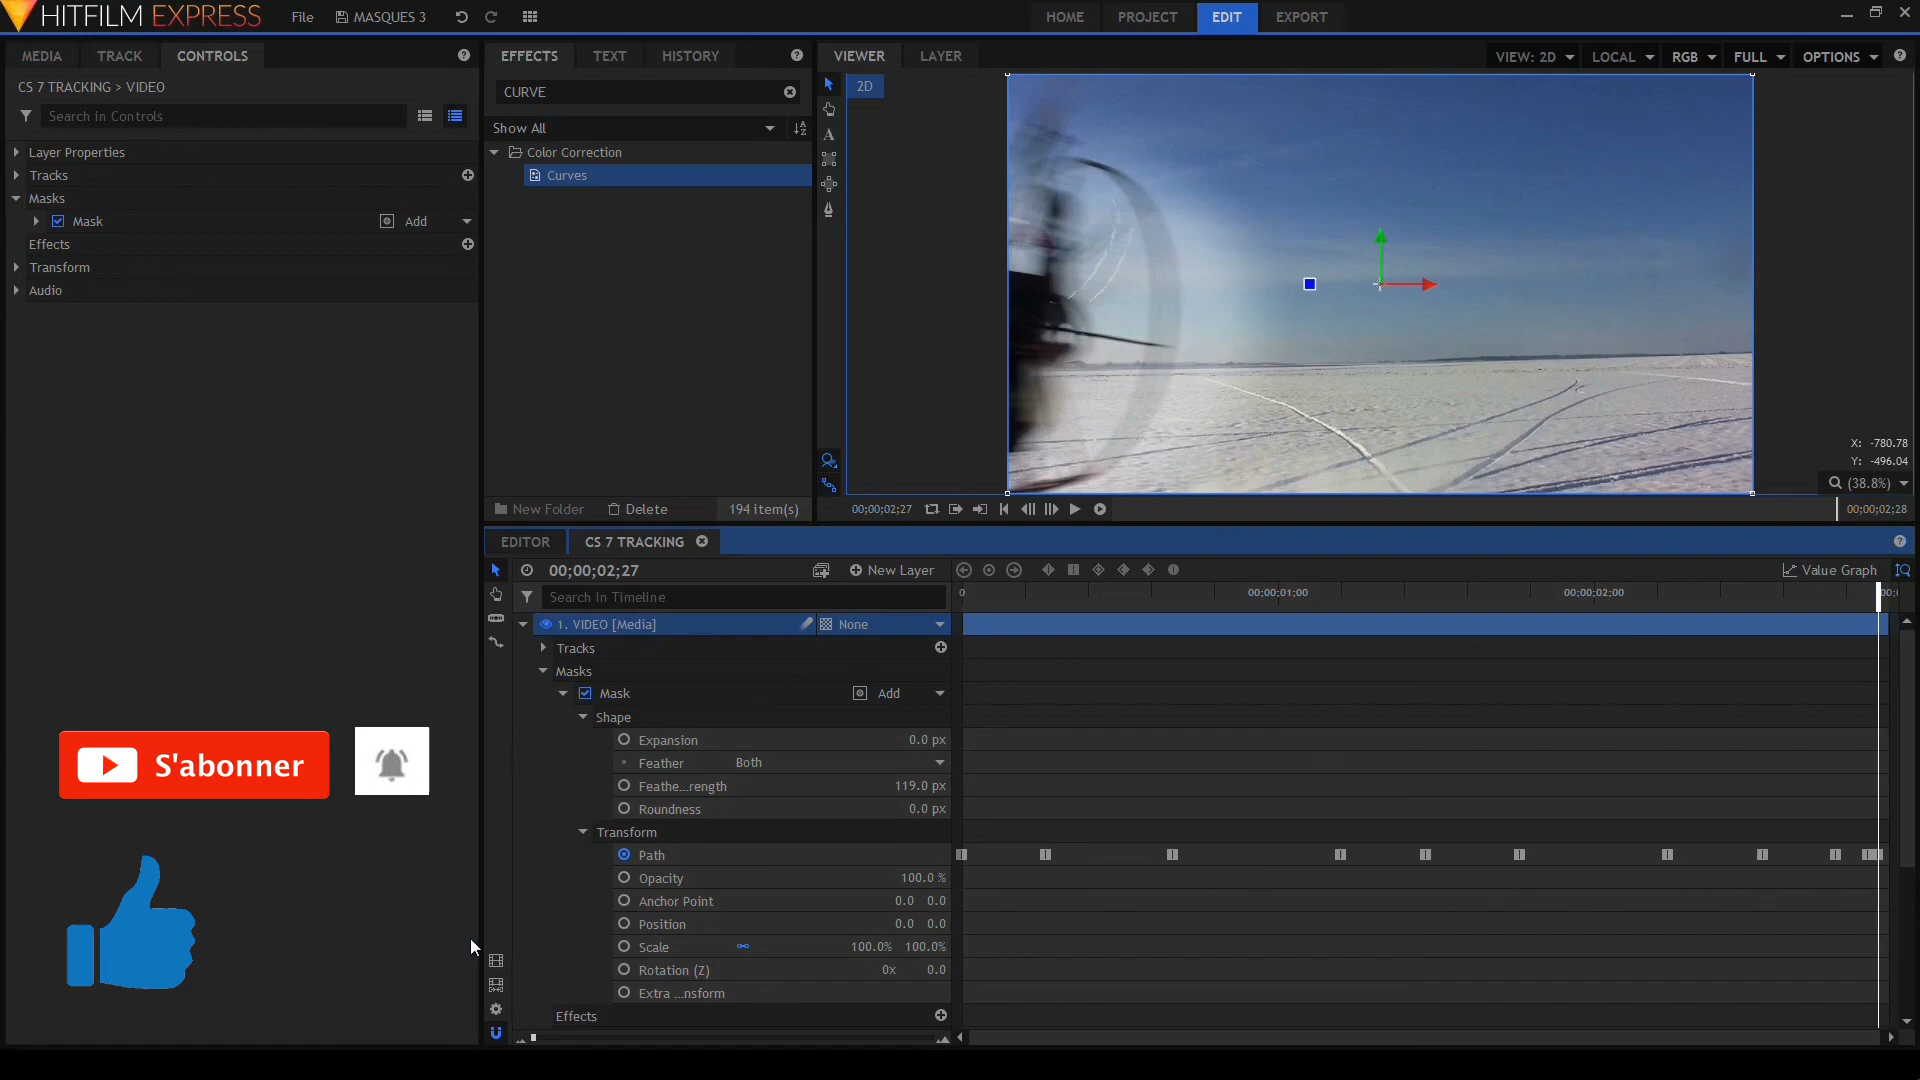 HITFILM EXPRESS
File
MASQUES 3
HOME
PROJECT
EDIT
EXPORT
MEDIA
TRACK
CONTROLS
EFFECTS
TEXT
HISTORY
VIEWER
LAYER
VIEW: 2D
LOCAL
RGB
FULL
OPTIONS
CS 7 TRACKING > VIDEO
Search in Controls
Layer Properties
Tracks
Masks
Mask
Add
Effects
Transform
Audio
CURVE
Show All
Color Correction
Curves
New Folder
Delete
194 item(s)
2D
X: -780.78
Y: -496.04
(38.8%)
00;00;02;27
00;00;02;28
EDITOR
CS 7 TRACKING
00;00;02;27
New Layer
Value Graph
Search in Timeline
0
00;00;01;00
00;00;02;00
1. VIDEO [Media]
None
Tracks
Masks
Mask
Add
Shape
Expansion
0.0 px
Feather
Both
Feathe...rength
119.0 px
Roundness
0.0 px
Transform
Path
Opacity
100.0 %
Anchor Point
0.0 0.0
Position
0.0 0.0
Scale
100.0% 100.0%
Rotation (Z)
0x 0.0
Extra ...nsform
Effects
S'abonner